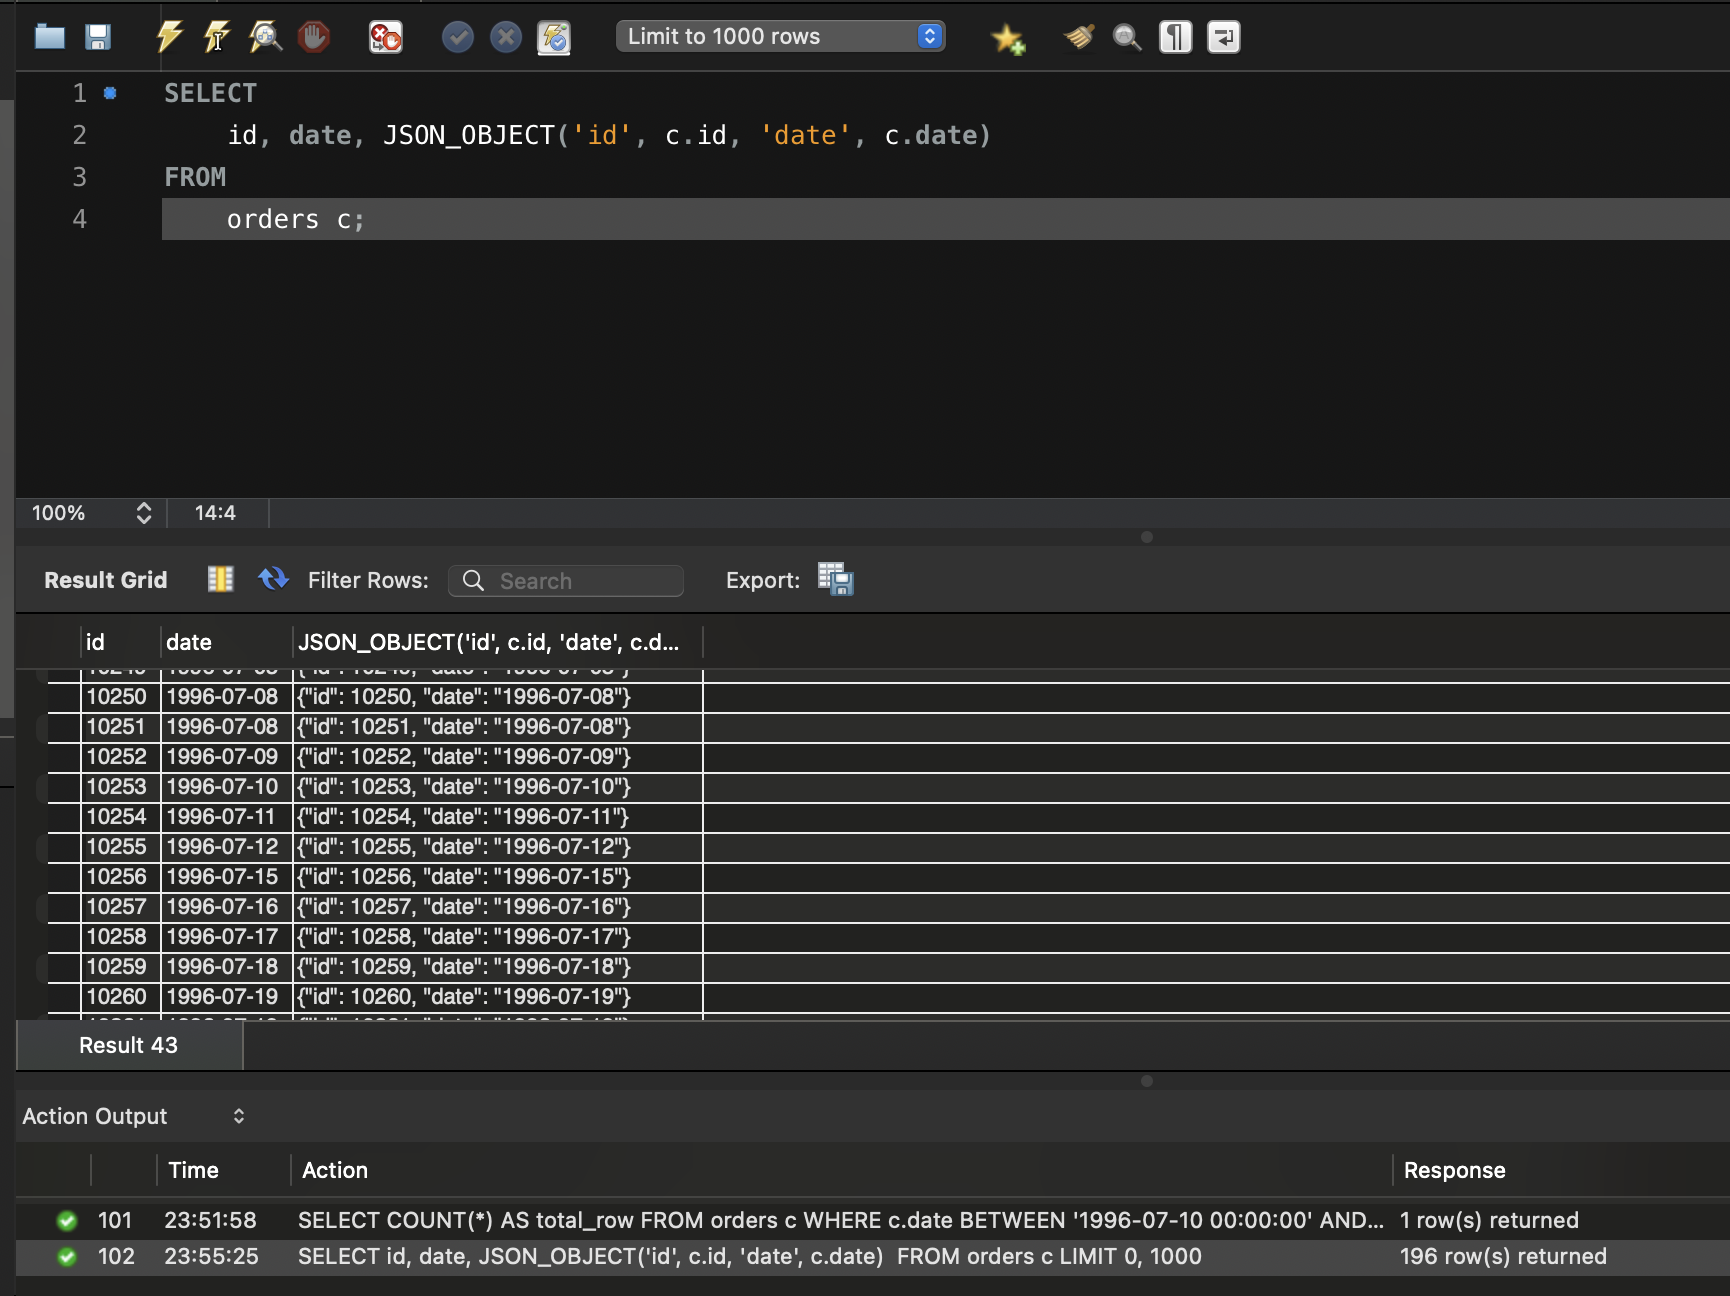 Limit to 1000 rows
1 SELECT
2 id, date, JSON_OBJECT('id', c.id, 'date', c.date)
3 FROM
4 orders c;
100% 14:4
Result Grid Filter Rows: Search Export:
id date JSON_OBJECT('id', c.id, 'date', c.d...
10250 1996-07-08 {"id": 10250, "date": "1996-07-08"}
10251 1996-07-08 {"id": 10251, "date": "1996-07-08"}
10252 1996-07-09 {"id": 10252, "date": "1996-07-09"}
10253 1996-07-10 {"id": 10253, "date": "1996-07-10"}
10254 1996-07-11 {"id": 10254, "date": "1996-07-11"}
10255 1996-07-12 {"id": 10255, "date": "1996-07-12"}
10256 1996-07-15 {"id": 10256, "date": "1996-07-15"}
10257 1996-07-16 {"id": 10257, "date": "1996-07-16"}
10258 1996-07-17 {"id": 10258, "date": "1996-07-17"}
10259 1996-07-18 {"id": 10259, "date": "1996-07-18"}
10260 1996-07-19 {"id": 10260, "date": "1996-07-19"}
Result 43
Action Output
Time Action Response
101 23:51:58 SELECT COUNT(*) AS total_row FROM orders c WHERE c.date BETWEEN '1996-07-10 00:00:00' AND... 1 row(s) returned
102 23:55:25 SELECT id, date, JSON_OBJECT('id', c.id, 'date', c.date) FROM orders c LIMIT 0, 1000 196 row(s) returned